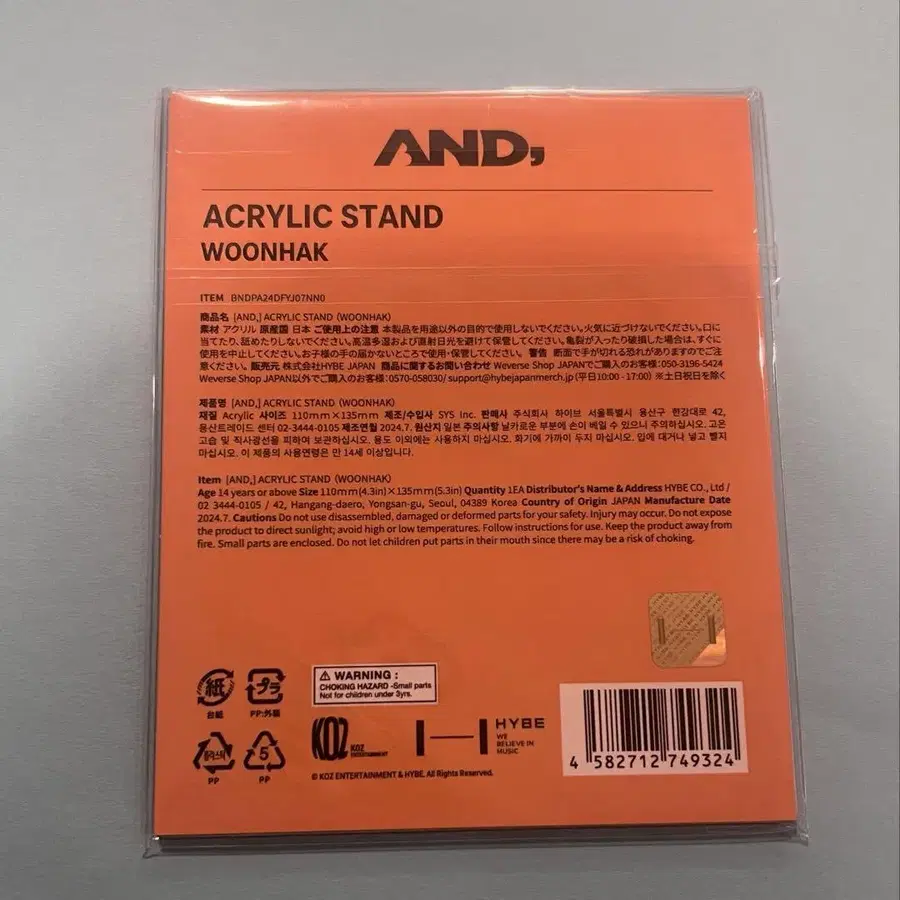 AND,
ACRYLIC STAND
WOONHAK
ITEM BNDPA24DFYJ07NN0
商品名 [AND,] ACRYLIC STAND (WOONHAK)
素材 アクリル 原産国 日本 ご使用上の注意 本製品を用途以外の目的で使用しないでください。火気に近づけないでください。口に
当てたり、舐めたりしないでください。高温多湿および直射日光を避けて保管してください。亀裂が入ったり破損した場合は、すぐに
使用を中止してください。お子様の手の届かないところで使用・保管してください。 警告 断面で手が切れる恐れがありますのでご注
意ください。 販売元 株式会社HYBE JAPAN 商品に関するお問い合わせ Weverse Shop JAPANでご購入のお客様:050-3196-5424
Weverse Shop JAPAN以外でご購入のお客様:0570-058030/ support@hybejapanmerch.jp (平日10:00 - 17:00) ※土日祝日を除く
제품명 [AND,] ACRYLIC STAND (WOONHAK)
재질 Acrylic 사이즈 110mm×135mm 제조/수입사 SYS Inc. 판매사 주식회사 하이브 서울특별시 용산구 한강대로 42,
용산트레이드 센터 02-3444-0105 제조연월 2024.7. 원산지 일본 주의사항 날카로운 부분에 손이 베일 수 있으니 주의하십시오. 고온
고습 및 직사광선을 피하여 보관하십시오. 용도 이외에는 사용하지 마십시오. 화기에 가까이 두지 마십시오. 입에 대거나 넣고 빨지
마십시오. 이 제품의 사용연령은 만 14세 이상입니다.
Item [AND,] ACRYLIC STAND (WOONHAK)
Age 14 years or above Size 110mm(4.3in)×135mm(5.3in) Quantity 1EA Distributor's Name & Address HYBE CO., Ltd /
02 3444-0105 / 42, Hangang-daero, Yongsan-gu, Seoul, 04389 Korea Country of Origin JAPAN Manufacture Date
2024.7. Cautions Do not use disassembled, damaged or deformed parts for your safety. Injury may occur. Do not expose
the product to direct sunlight; avoid high or low temperatures. Follow instructions for use. Keep the product away from
fire. Small parts are enclosed. Do not let children put parts in their mouth since there may be a risk of choking.
紙
台紙
プラ
PP:外装
플라스틱
PP
5
PP
WARNING :
CHOKING HAZARD -Small parts
Not for children under 3yrs.
KOZ
KOZ
ENTERTAINMENT
HYBE
WE
BELIEVE IN
MUSIC
© KOZ ENTERTAINMENT & HYBE. All Rights Reserved.
4 582712 749324